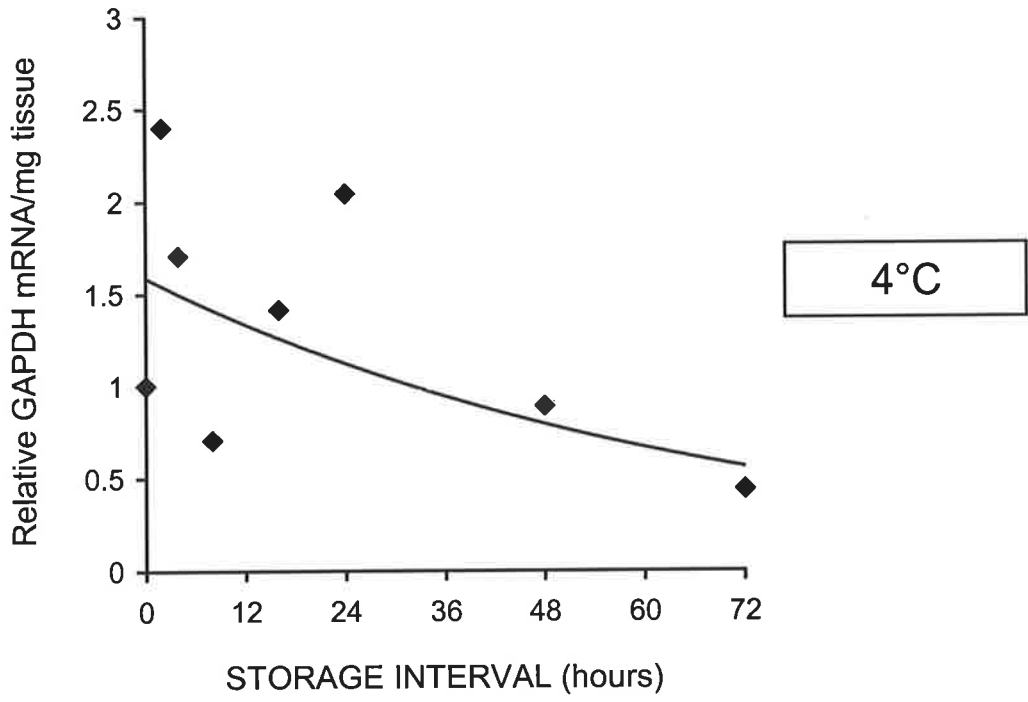 Relative GAPDH mRNA/mg tissue
3
2.5
2
1.5
1
0.5
0
0 12 24 36 48 60 72
STORAGE INTERVAL (hours)
4°C